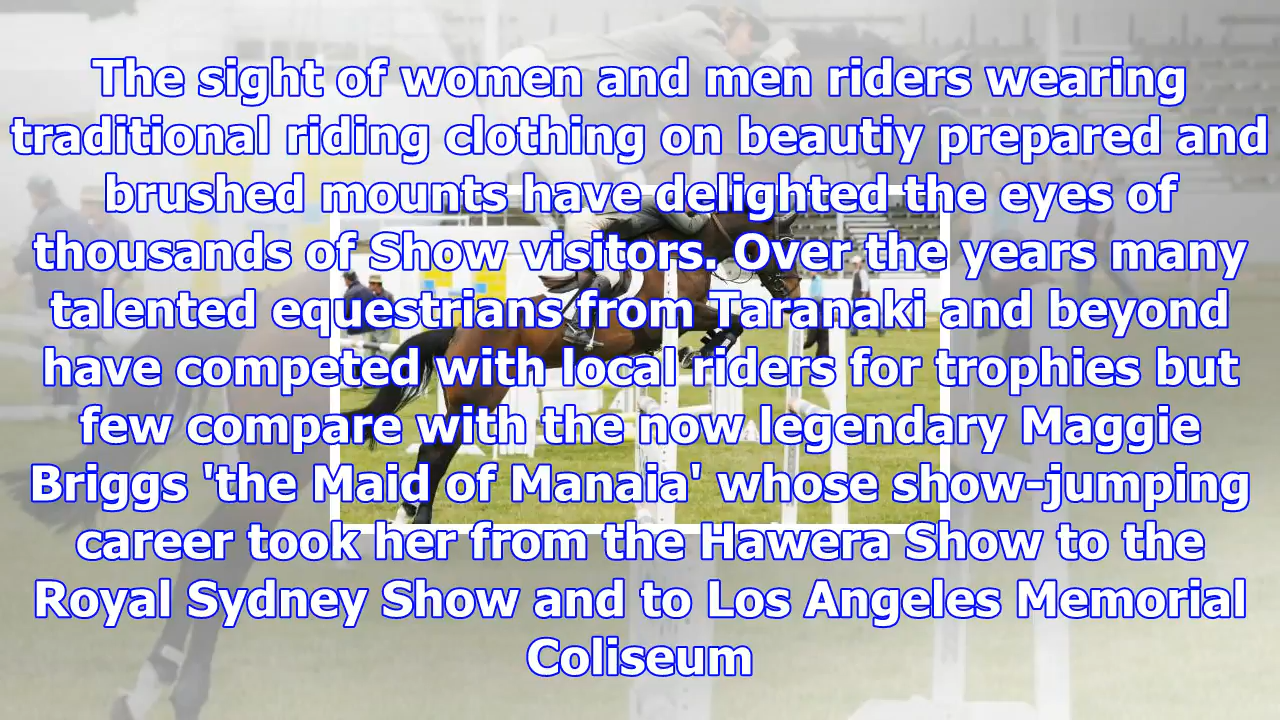 The sight of women and men riders wearing
traditional riding clothing on beautiy prepared and
brushed mounts have delighted the eyes of
thousands of Show visitors. Over the years many
talented equestrians from Taranaki and beyond
have competed with local riders for trophies but
few compare with the now legendary Maggie
Briggs 'the Maid of Manaia' whose show-jumping
career took her from the Hawera Show to the
Royal Sydney Show and to Los Angeles Memorial
Coliseum